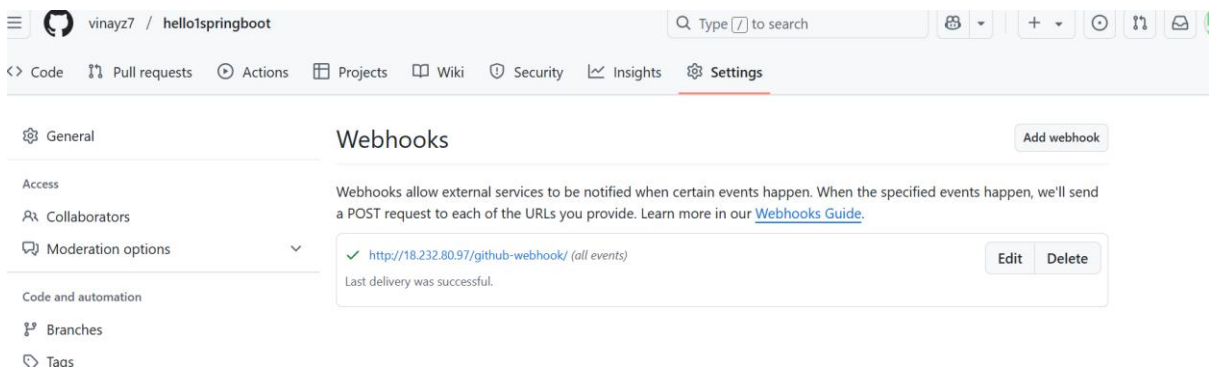 vinayz7 / hello1springboot
Type / to search
<> Code Pull requests Actions Projects Wiki Security Insights Settings
General
Access
Collaborators
Moderation options
Code and automation
Branches
Tags
Webhooks
Add webhook
Webhooks allow external services to be notified when certain events happen. When the specified events happen, we'll send
a POST request to each of the URLs you provide. Learn more in our Webhooks Guide.
http://18.232.80.97/github-webhook/ (all events)
Edit Delete
Last delivery was successful.